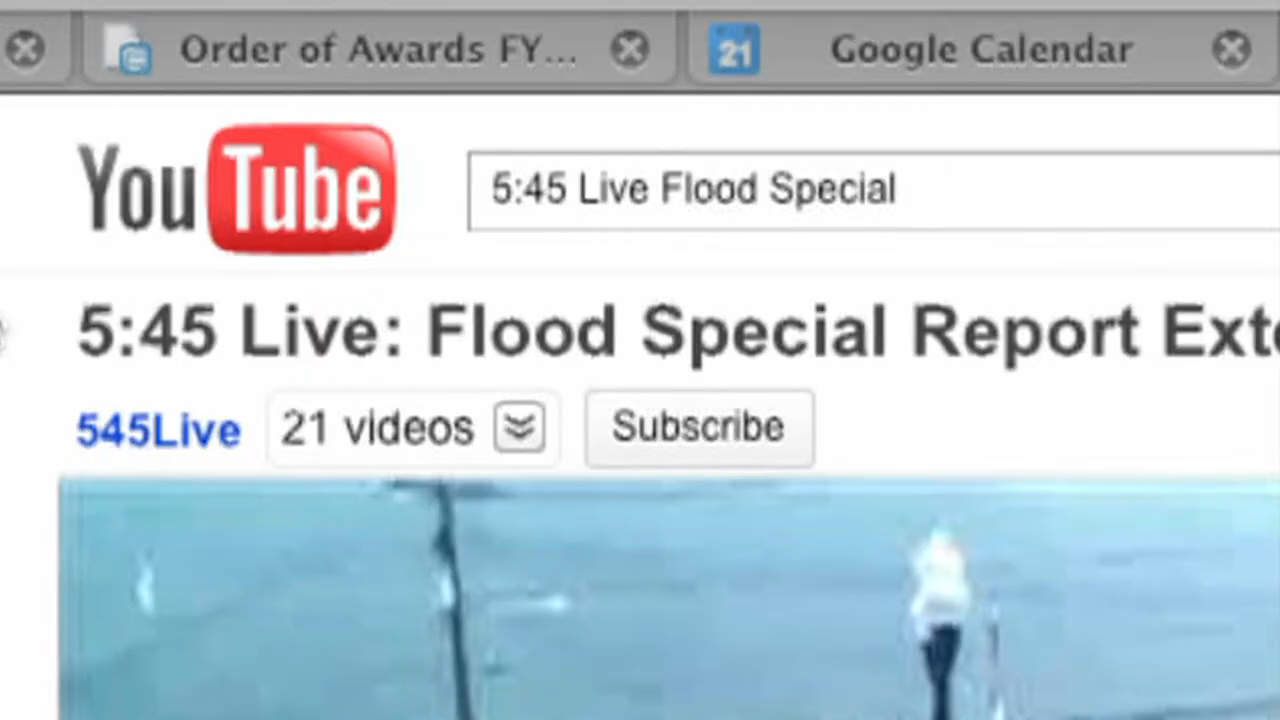 Order of Awards FY...
21
Google Calendar
YouTube
5:45 Live Flood Special
5:45 Live: Flood Special Report Exte
545Live
21 videos
Subscribe